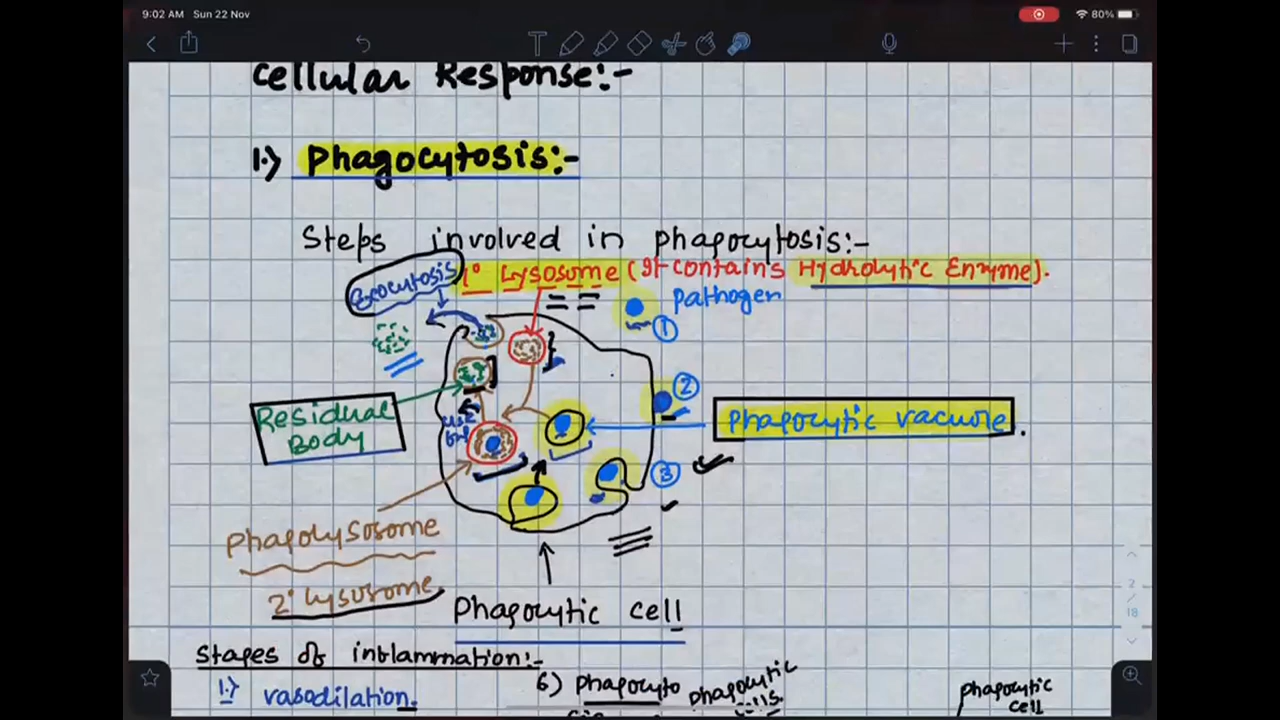 9:02 AM Sun 22 Nov
80%
cellular Response:-
1.) Phagocytosis:-
Steps involved in phagocytosis:-
Exocytosis
1° Lysosome (It contains Hydrolytic Enzyme).
Pathogen
1
2
Residual
Body
Phagocytic vacuole.
3
Phagolysosome
2° Lysosome
Phagocytic cell
2
18
Stages of inflammation:-
1.) vasodilation.
6) Phagocyto
phagocytic
cells.
phagocytic
cell